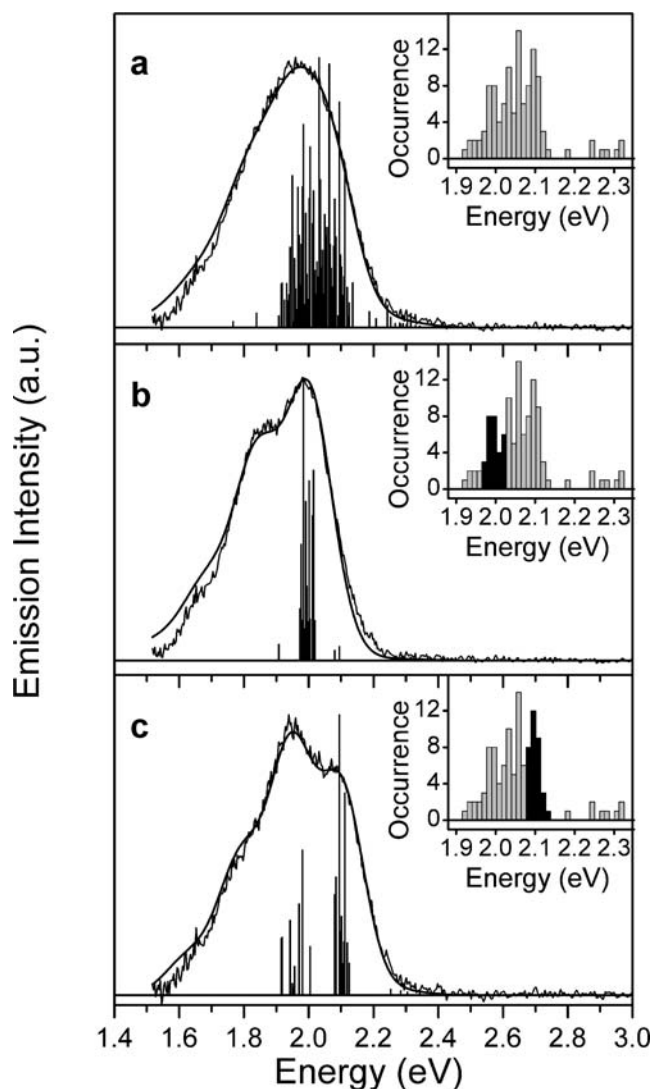 a
Occurrence
12
8
4
0
1.9 2.0 2.1 2.2 2.3
Energy (eV)
b
Occurrence
12
8
4
0
1.9 2.0 2.1 2.2 2.3
Energy (eV)
c
Occurrence
12
8
4
0
1.9 2.0 2.1 2.2 2.3
Energy (eV)
Emission Intensity (a.u.)
1.4 1.6 1.8 2.0 2.2 2.4 2.6 2.8 3.0
Energy (eV)